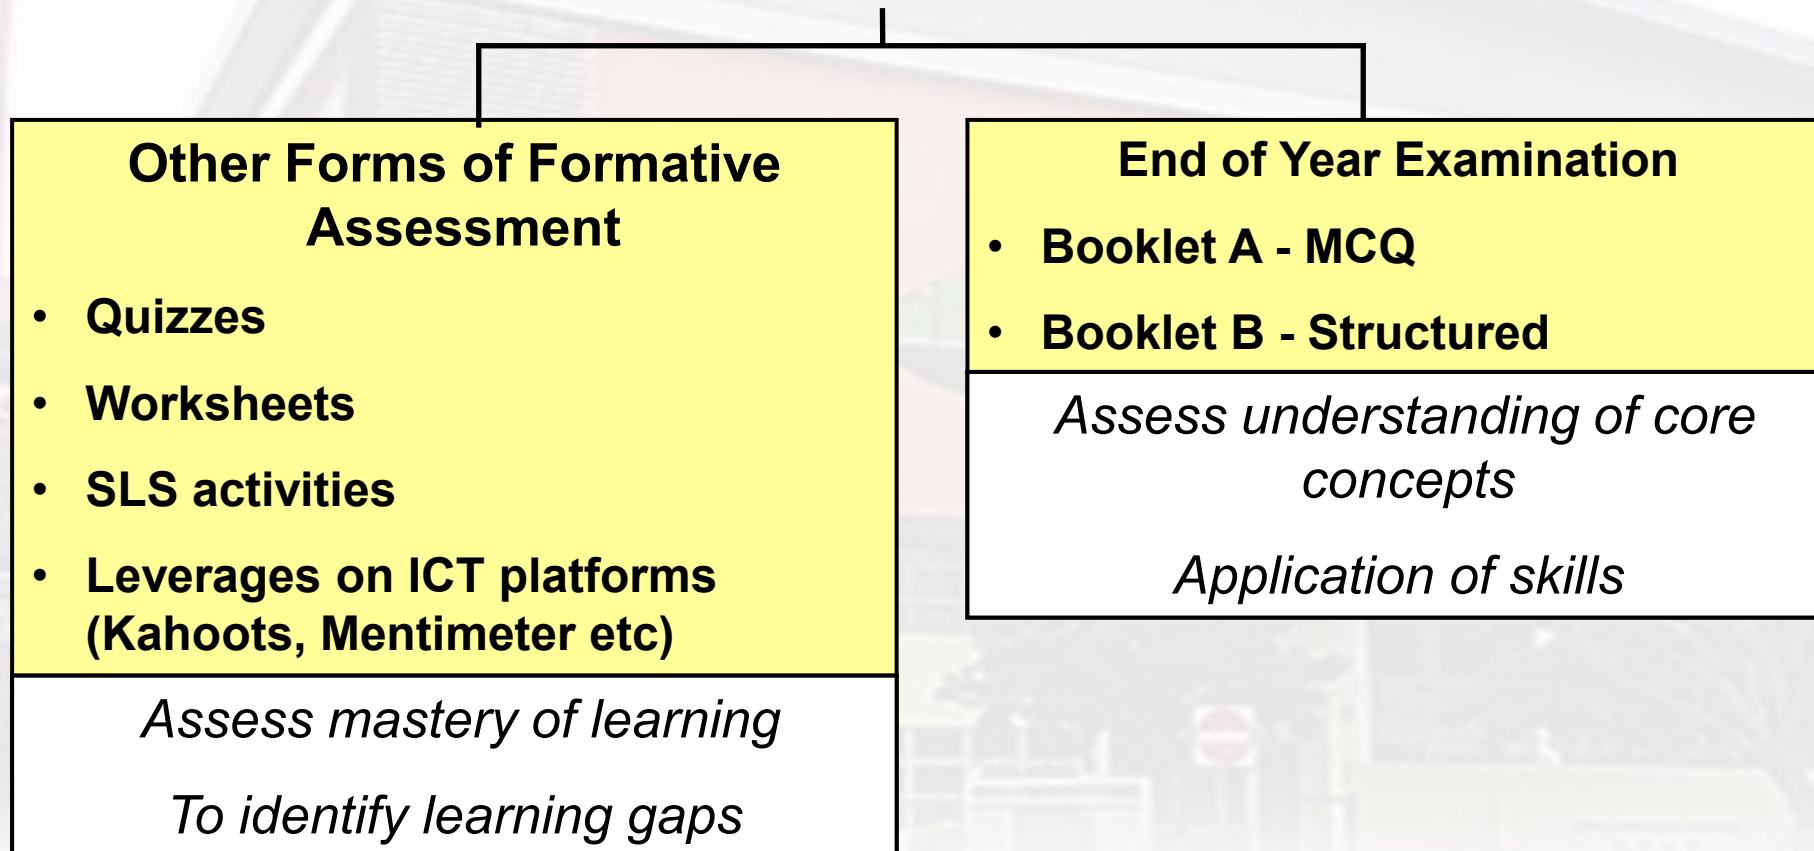 Other Forms of Formative
Assessment
• Quizzes
• Worksheets
• SLS activities
• Leverages on ICT platforms
(Kahoots, Mentimeter etc)
Assess mastery of learning
To identify learning gaps
End of Year Examination
• Booklet A - MCQ
• Booklet B - Structured
Assess understanding of core
concepts
Application of skills